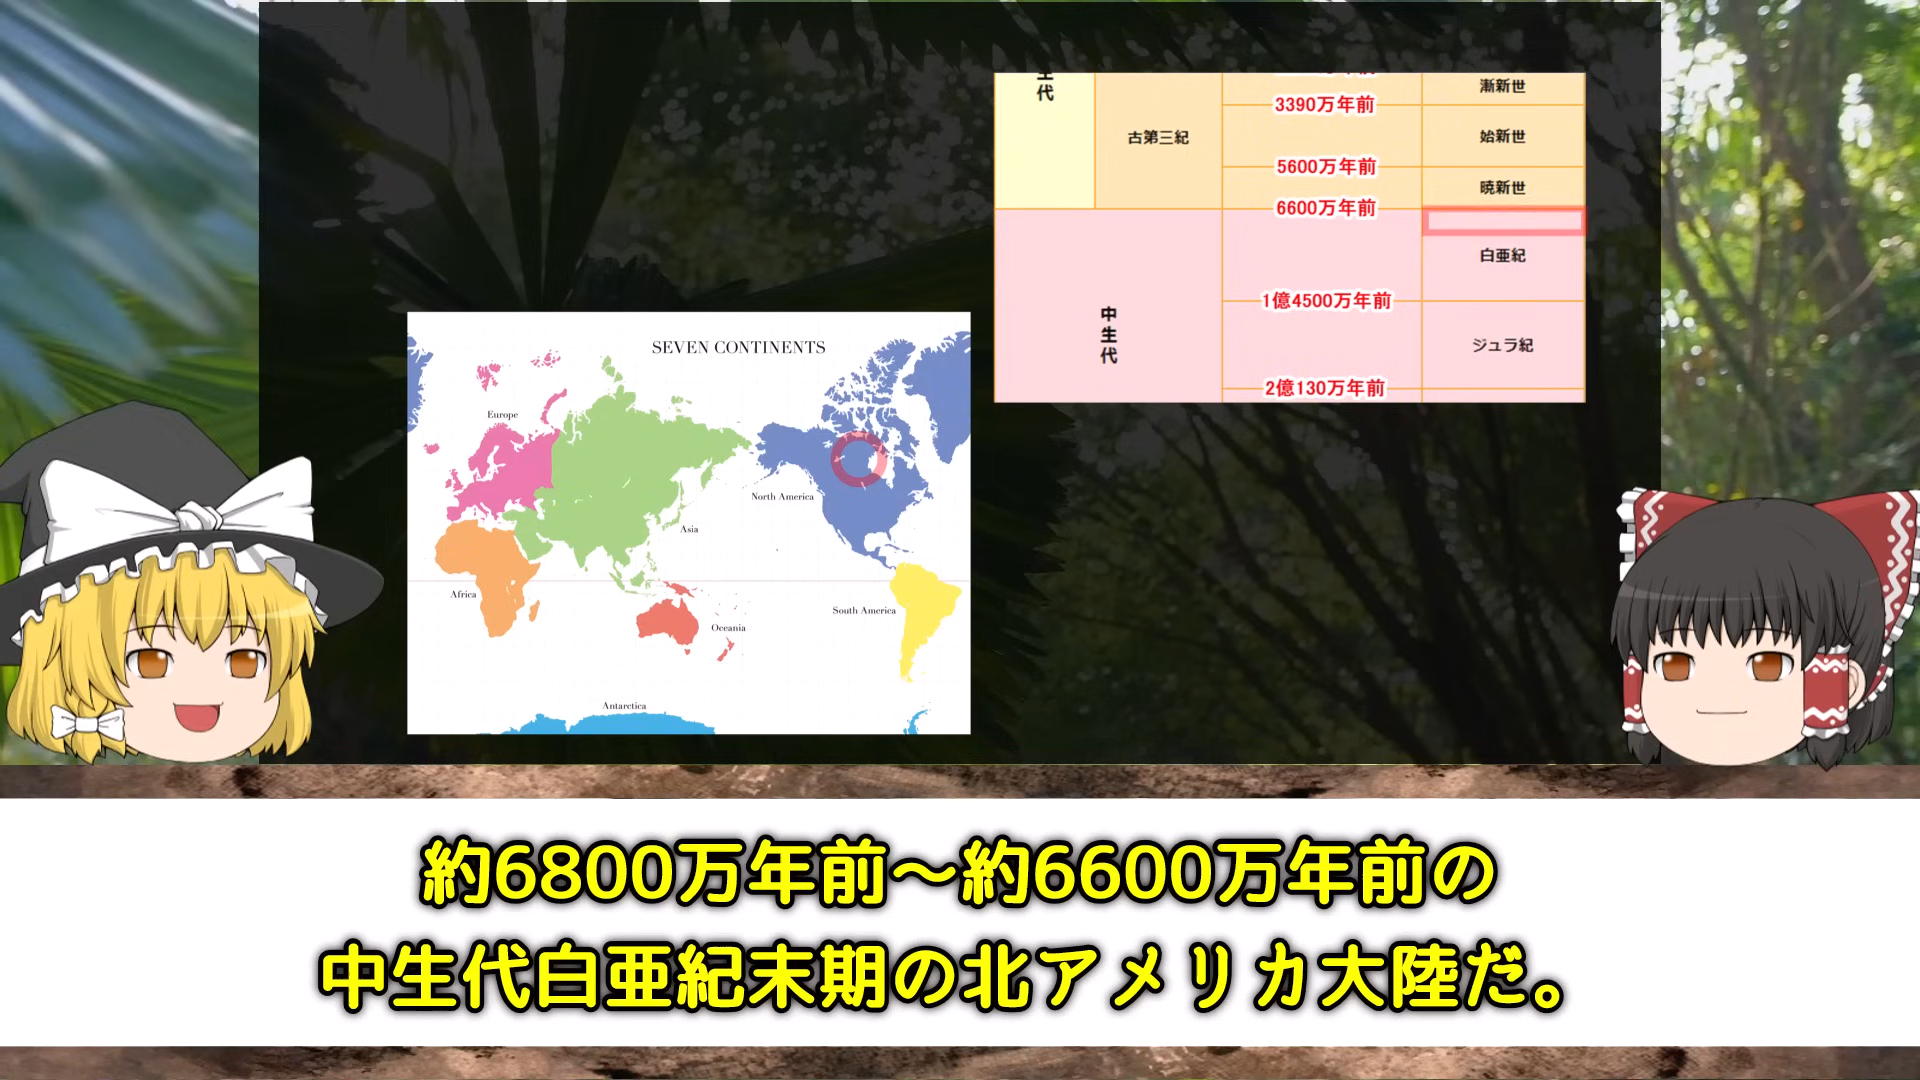 生代
3390万年前
漸新世
古第三紀
始新世
5600万年前
暁新世
6600万年前
白亜紀
1億4500万年前
中生代
ジュラ紀
2億130万年前
SEVEN CONTINENTS
Europe
North America
Asia
Africa
South America
Oceania
Antarctica
約6800万年前～約6600万年前の
中生代白亜紀末期の北アメリカ大陸だ。